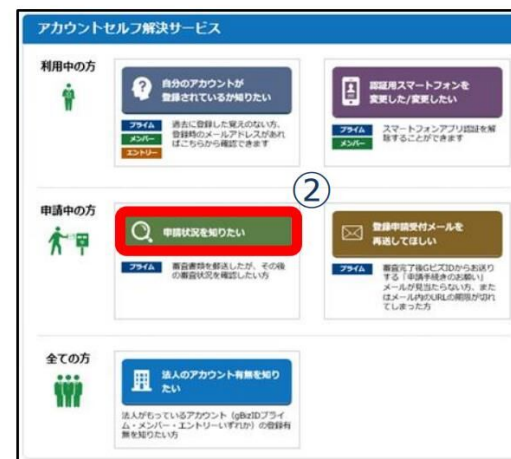 アカウントセルフ解決サービス
利用中の方
自分のアカウントが
登録されているか知りたい
プライム
メンバー
エントリー
過去に登録した覚えのない方、
登録時のメールアドレスがあれ
ばこちらから確認できます
認証用スマートフォンを
変更した/変更したい
プライム
メンバー
スマートフォンアプリ認証を解
除することができます
②
申請中の方
申請状況を知りたい
プライム
審査書類を郵送したが、その後
の審査状況を確認したい方
登録申請受付メールを
再送してほしい
プライム
審査完了後GビズIDからお送り
する「申請手続きのお願い」
メールが見当たらない方、また
はメール内のURLの期限が切れ
てしまった方
全ての方
法人のアカウント有無を知り
たい
法人がもっているアカウント（gBizIDプライ
ム・メンバー・エントリーいずれか）の登録有
無を知りたい方